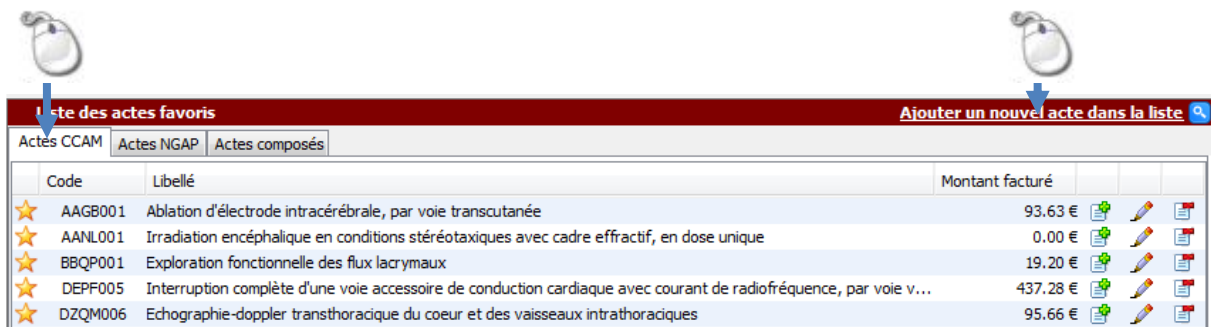 Liste des actes favoris Ajouter un nouvel acte dans la liste
Actes CCAM Actes NGAP Actes composés
Code Libellé Montant facturé
AAGB001 Ablation d'électrode intracérébrale, par voie transcutanée 93.63 €
AANL001 Irradiation encéphalique en conditions stéréotaxiques avec cadre effractif, en dose unique 0.00 €
BBQP001 Exploration fonctionnelle des flux lacrymaux 19.20 €
DEPF005 Interruption complète d'une voie accessoire de conduction cardiaque avec courant de radiofréquence, par voie v... 437.28 €
DZQM006 Echographie-doppler transthoracique du coeur et des vaisseaux intrathoraciques 95.66 €